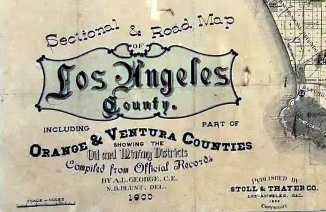 Sectional & Road Map
OF
Los Angeles
County.
INCLUDING PART OF
ORANGE & VENTURA COUNTIES
SHOWING THE
Oil and Mining Districts
Compiled from Official Records
BY A.L. GEORGE, C.E.
N.B. BLUNT, DEL.
1900
PUBLISHED BY
STOLL & THAYER CO.
LOS ANGELES, CAL.